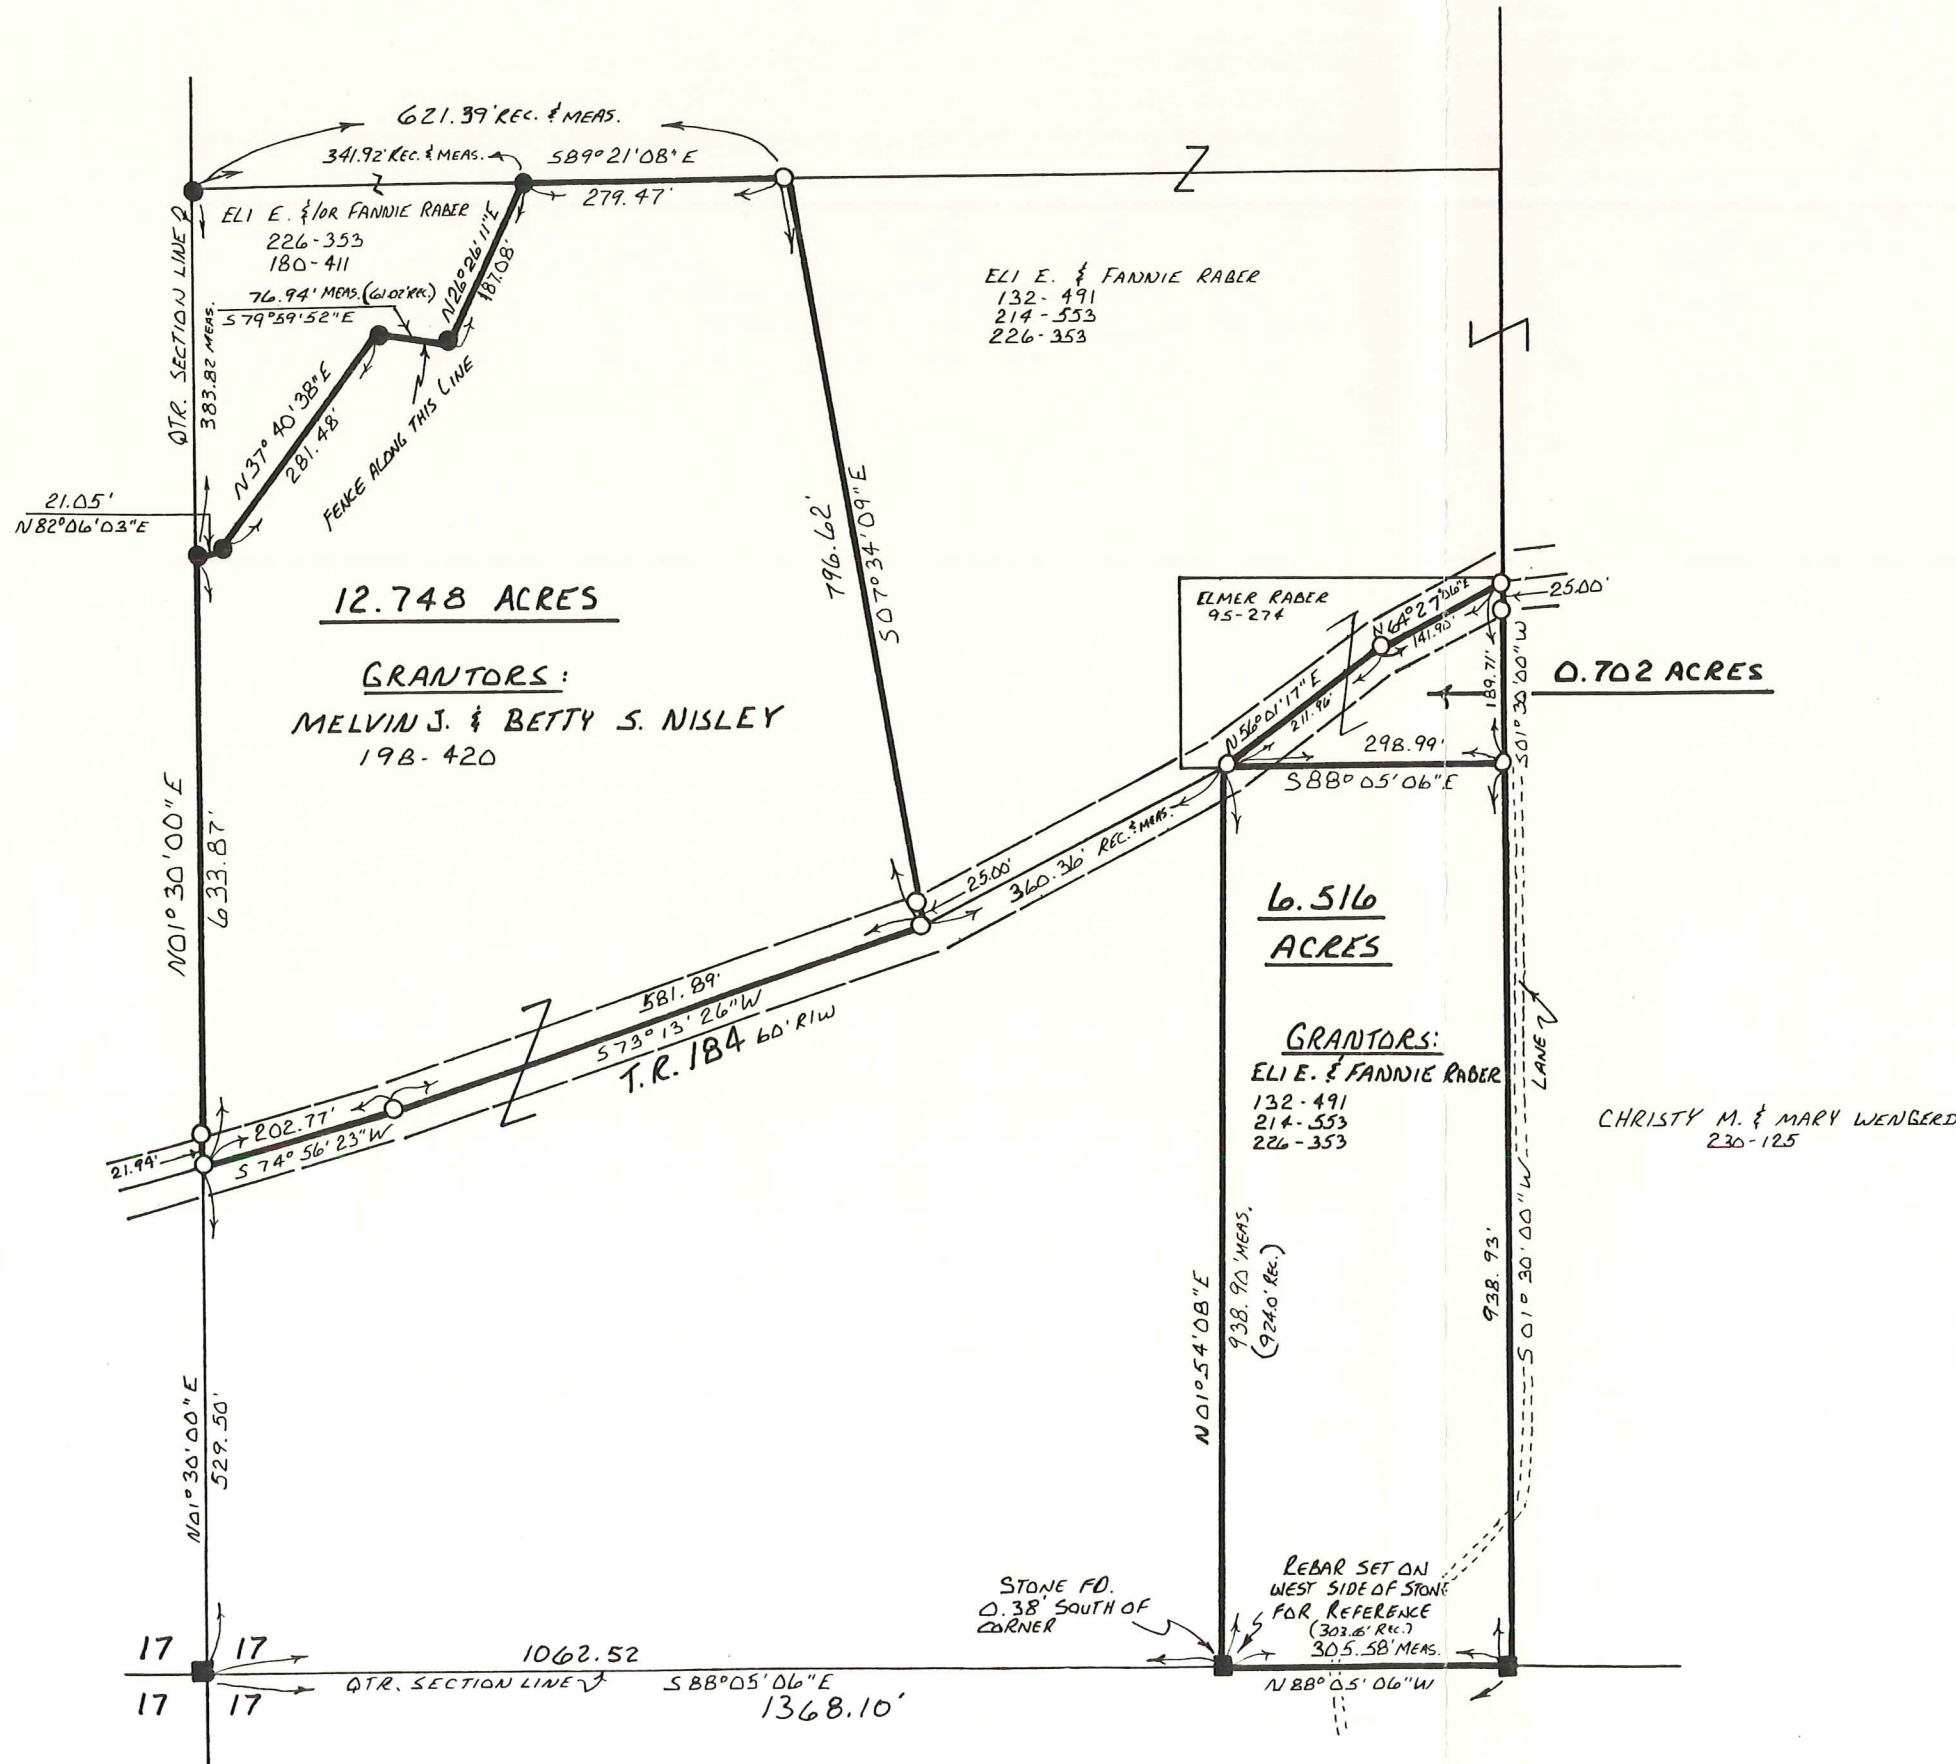 621.39' REC. & MEAS.
341.92' REC. & MEAS.
S89°21'08"E
279.47'
ELI E. &/OR FANNIE RABER
226-353
180-411
76.94' MEAS. (61.02' REC.)
S79°59'52"E
N26°26'11"E
187.08'
QTR. SECTION LINE
383.82 MEAS.
N37°40'38"E
281.48'
FENCE ALONG THIS LINE
21.05'
N82°06'03"E
ELI E. & FANNIE RABER
132-491
214-553
226-353
796.62'
S07°34'09"E
12.748 ACRES
GRANTORS:
MELVIN J. & BETTY S. NISLEY
198-420
N01°30'00"E
633.87'
ELMER RABER
95-274
N64°27'06"E
141.90'
25.00'
N56°01'17"E
211.96'
189.71'
S01°30'00"W
0.702 ACRES
298.99'
S88°05'06"E
25.00'
360.36' REC. & MEAS.
581.89'
S73°13'26"W
T.R. 184 60' R/W
202.77'
S74°56'23"W
21.94'
6.516
ACRES
GRANTORS:
ELI E. & FANNIE RABER
132-491
214-553
226-353
LANE
CHRISTY M. & MARY WENGERD
230-125
N01°54'08"E
938.90' MEAS.
(924.0' REC.)
938.93'
S01°30'00"W
N01°30'00"E
529.50'
STONE FD.
0.38' SOUTH OF
CORNER
REBAR SET ON
WEST SIDE OF STONE
FOR REFERENCE
(303.6' REC.)
305.58' MEAS.
N88°05'06"W
17 17
1062.52
QTR. SECTION LINE S88°05'06"E
17 17
1368.10'